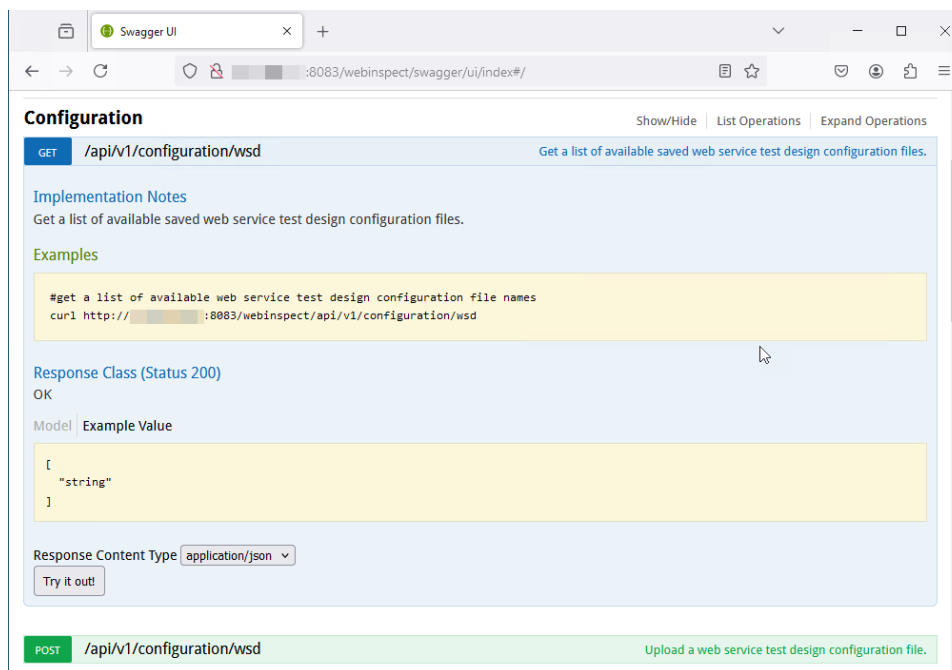 Swagger UI
:8083/webinspect/swagger/ui/index#/
Configuration
Show/Hide List Operations Expand Operations
GET /api/v1/configuration/wsd Get a list of available saved web service test design configuration files.
Implementation Notes
Get a list of available saved web service test design configuration files.
Examples
#get a list of available web service test design configuration file names
curl http:// :8083/webinspect/api/v1/configuration/wsd
Response Class (Status 200)
OK
Model Example Value
[
"string"
]
Response Content Type application/json
Try it out!
POST /api/v1/configuration/wsd Upload a web service test design configuration file.